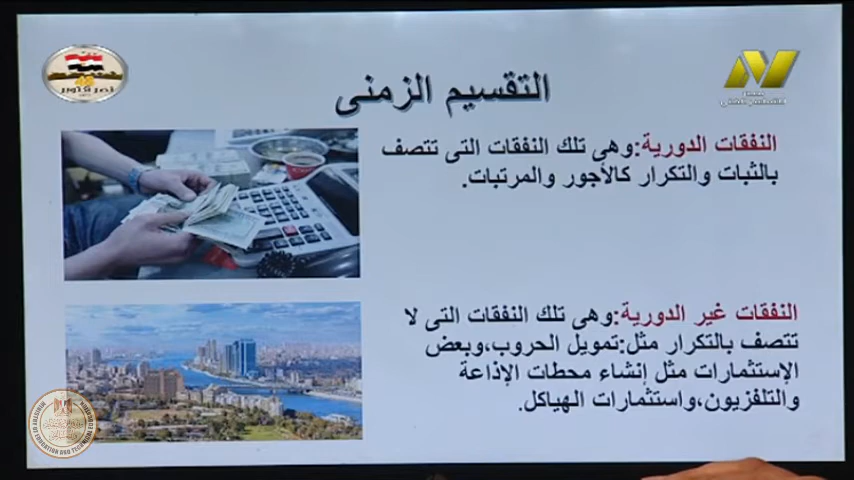 التقسيم الزمنى
النفقات الدورية:وهى تلك النفقات التى تتصف
بالثبات والتكرار كالأجور والمرتبات.
النفقات غير الدورية:وهى تلك النفقات التى لا
تتصف بالتكرار مثل:تمويل الحروب،وبعض
الإستثمارات مثل إنشاء محطات الإذاعة
والتلفزيون،واستثمارات الهياكل.
نصر أكتوبر